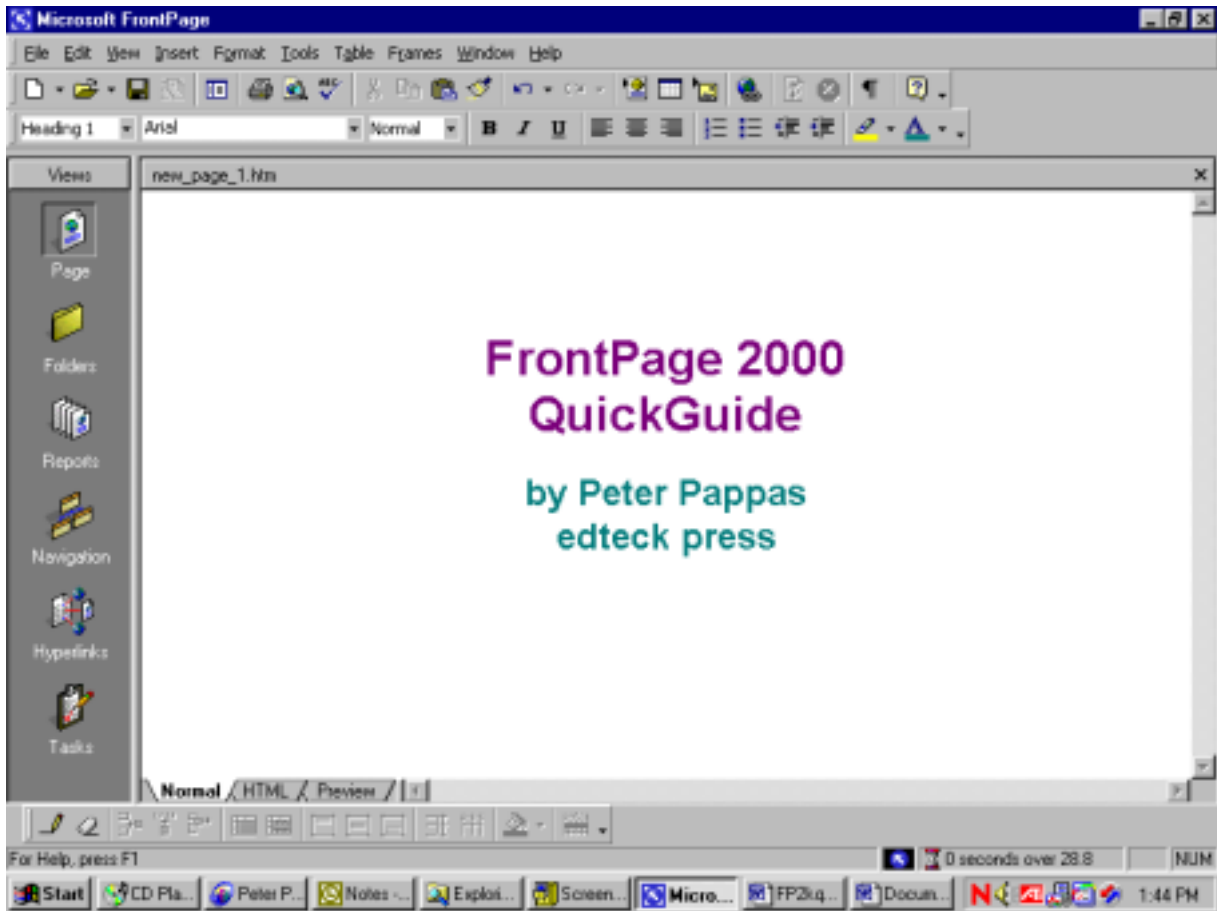 Microsoft FrontPage
File Edit View Insert Format Tools Table Frames Window Help
Heading 1 Arial Normal B I U
Views new_page_1.htm
Page
Folders
Reports
Navigation
Hyperlinks
Tasks
FrontPage 2000
QuickGuide
by Peter Pappas
edteck press
Normal HTML Preview
For Help, press F1 0 seconds over 28.8 NUM
Start CD Pla... Peter P... Notes -... Explori... Screen... Micro... FP2kq... Docum... 1:44 PM